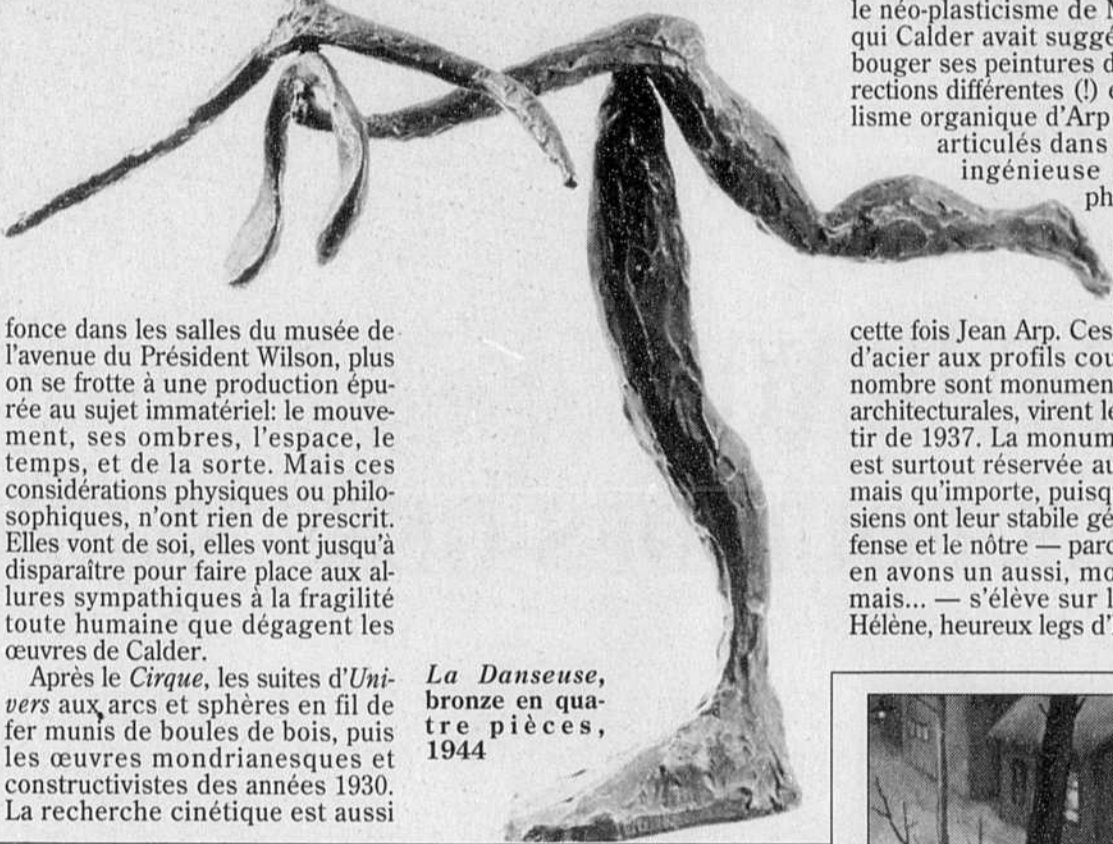 fonce dans les salles du musée de
l'avenue du Président Wilson, plus
on se frotte à une production épu-
rée au sujet immatériel: le mouve-
ment, ses ombres, l'espace, le
temps, et de la sorte. Mais ces
considérations physiques ou philo-
sophiques, n'ont rien de prescrit.
Elles vont de soi, elles vont jusqu'à
disparaître pour faire place aux al-
lures sympathiques à la fragilité
toute humaine que dégagent les
œuvres de Calder.
Après le Cirque, les suites d'Uni-
vers aux arcs et sphères en fil de
fer munis de boules de bois, puis
les œuvres mondrianesques et
constructivistes des années 1930.
La recherche cinétique est aussi
La Danseuse,
bronze en qua-
tre pièces,
1944
le néo-plasticisme de
qui Calder avait suggé
bouger ses peintures d
rections différentes (!) e
lisme organique d'Arp
articulés dans
ingénieuse
ph
cette fois Jean Arp. Ces
d'acier aux profils cou
nombre sont monumen
architecturales, virent l
tir de 1937. La monum
est surtout réservée au
mais qu'importe, puisq
siens ont leur stabile gé
fense et le nôtre — parc
en avons un aussi, mo
mais... — s'élève sur l
Hélène, heureux legs d'